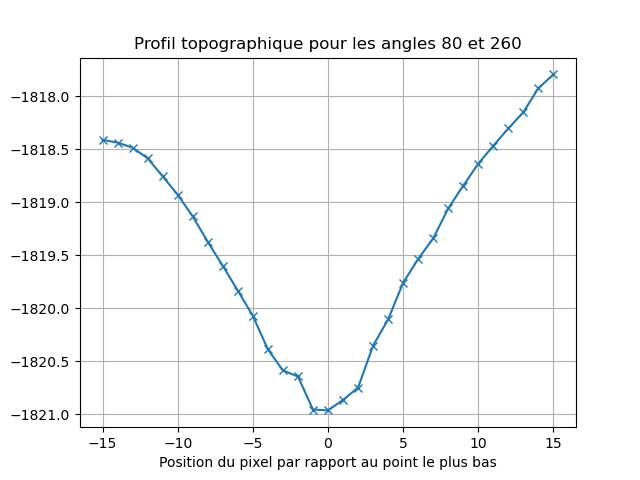 Profil topographique pour les angles 80 et 260
−1818.0
−1818.5
−1819.0
−1819.5
−1820.0
−1820.5
−1821.0
−15 −10 −5 0 5 10 15
Position du pixel par rapport au point le plus bas